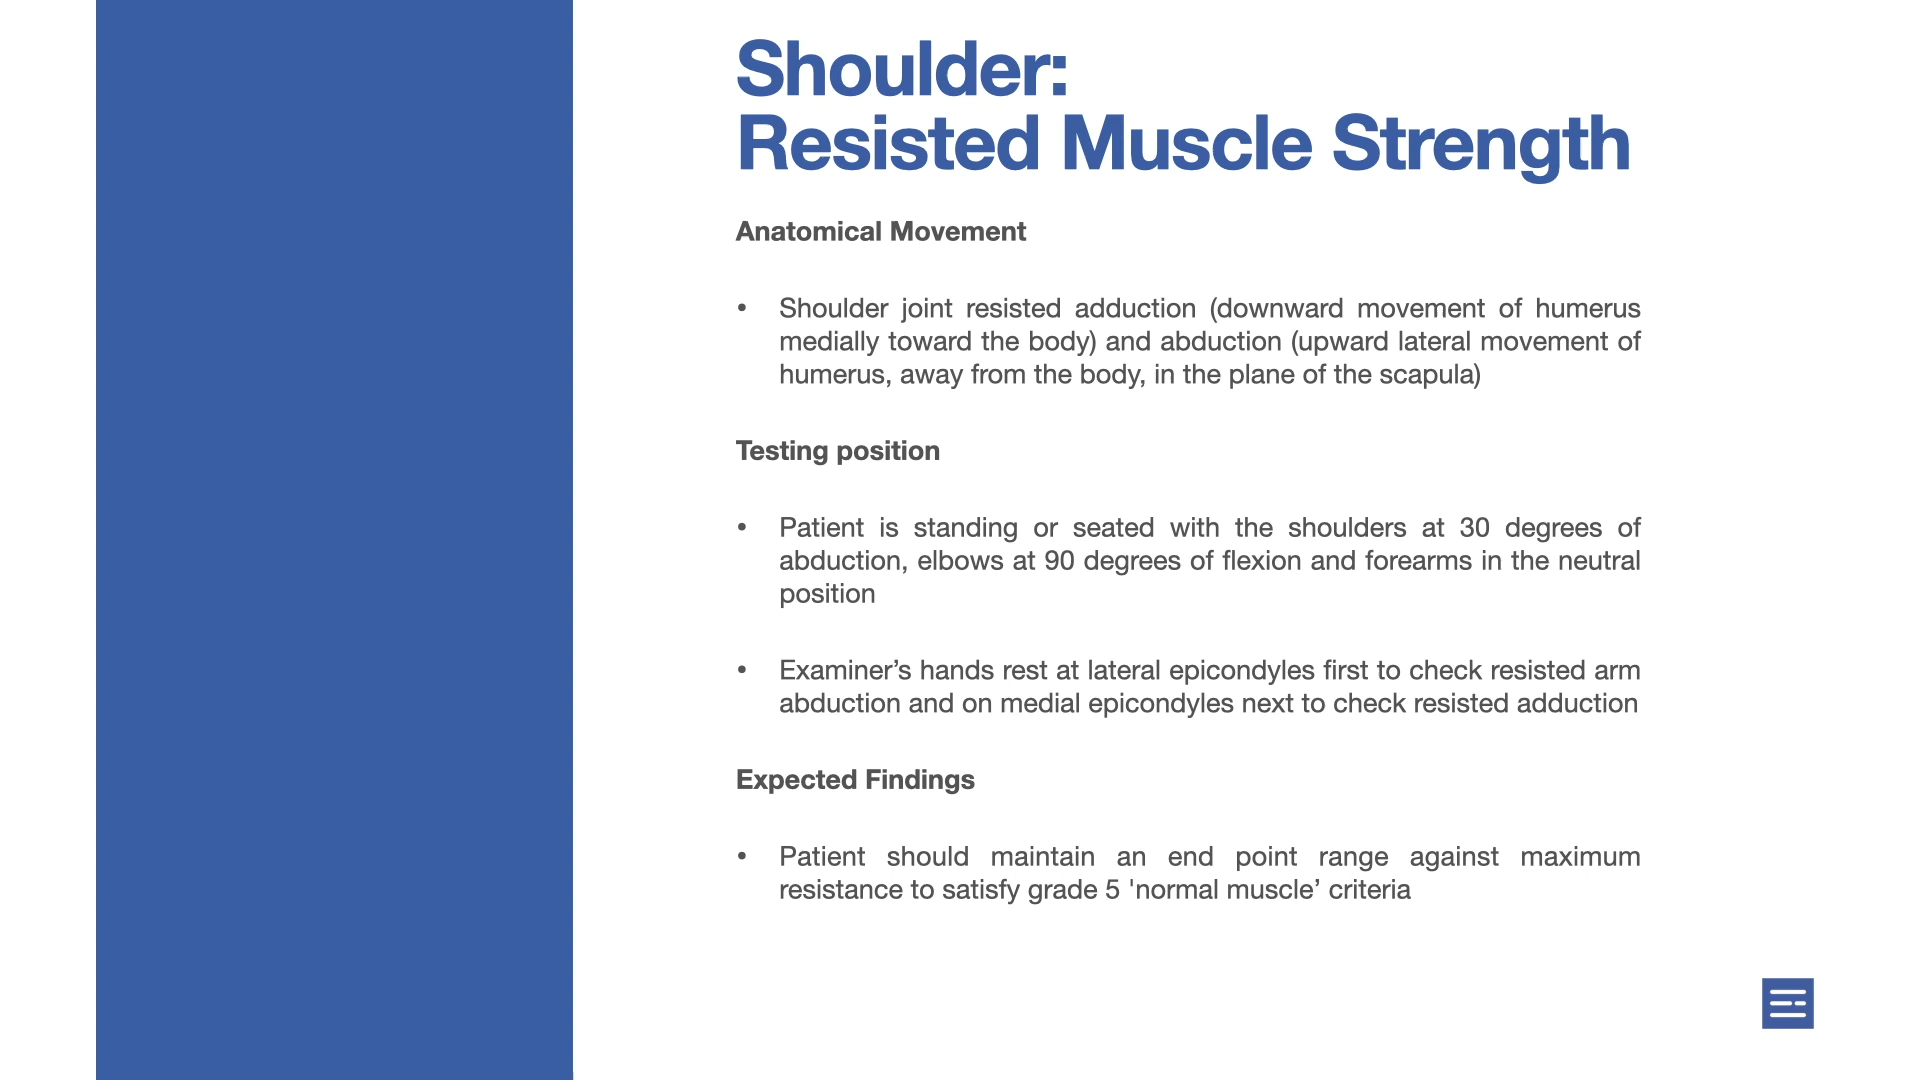 Shoulder:
Resisted Muscle Strength
Anatomical Movement
• Shoulder joint resisted adduction (downward movement of humerus
medially toward the body) and abduction (upward lateral movement of
humerus, away from the body, in the plane of the scapula)
Testing position
• Patient is standing or seated with the shoulders at 30 degrees of
abduction, elbows at 90 degrees of flexion and forearms in the neutral
position
• Examiner’s hands rest at lateral epicondyles first to check resisted arm
abduction and on medial epicondyles next to check resisted adduction
Expected Findings
• Patient should maintain an end point range against maximum
resistance to satisfy grade 5 'normal muscle’ criteria